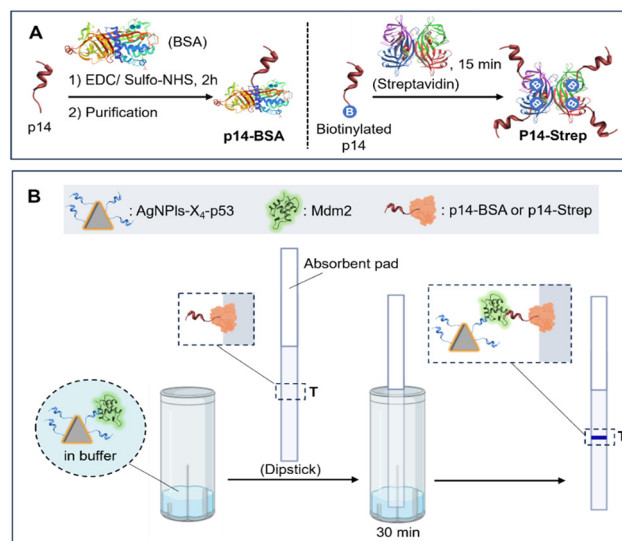 A
(BSA)
1) EDC/ Sulfo-NHS, 2h
2) Purification
p14
p14-BSA
, 15 min
(Streptavidin)
B
Biotinylated
p14
B
B
B
B
P14-Strep
B
: AgNPls-X4-p53
: Mdm2
: p14-BSA or p14-Strep
Absorbent pad
T
in buffer
(Dipstick)
30 min
T